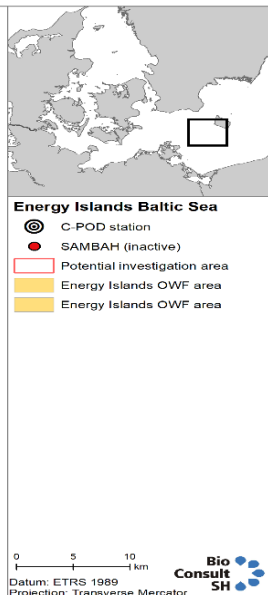 Energy Islands Baltic Sea
C-POD station
SAMBAH (inactive)
Potential investigation area
Energy Islands OWF area
Energy Islands OWF area
0 5 10
km
Datum: ETRS 1989
Projection: Transverse Mercator
Bio
Consult
SH